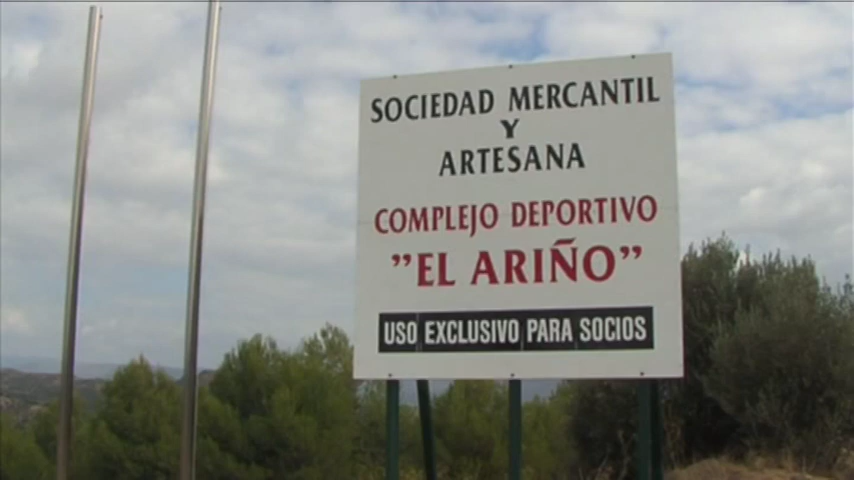 SOCIEDAD MERCANTIL
Y
ARTESANA
COMPLEJO DEPORTIVO
”EL ARIÑO”
USO EXCLUSIVO PARA SOCIOS